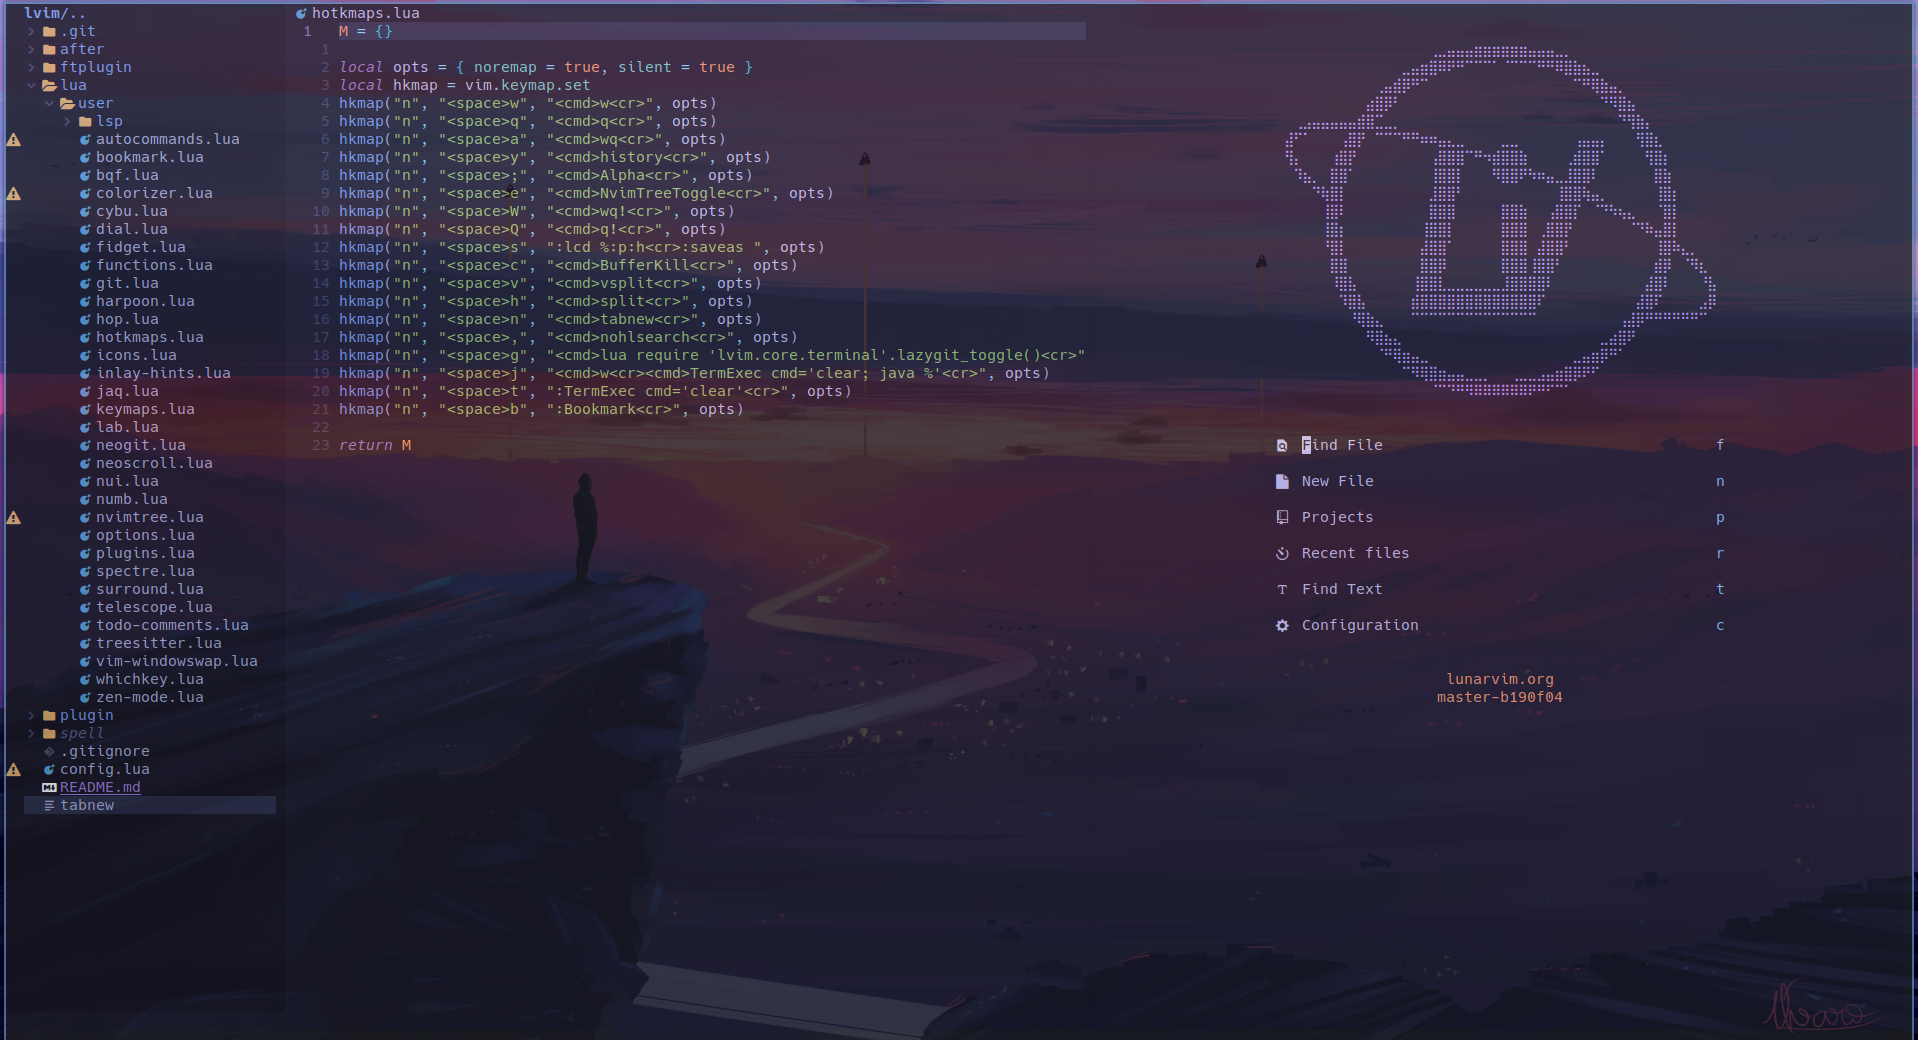 lvim/..
.git
after
ftplugin
lua
user
lsp
autocommands.lua
bookmark.lua
bqf.lua
colorizer.lua
cybu.lua
dial.lua
fidget.lua
functions.lua
git.lua
harpoon.lua
hop.lua
hotkmaps.lua
icons.lua
inlay-hints.lua
jaq.lua
keymaps.lua
lab.lua
neogit.lua
neoscroll.lua
nui.lua
numb.lua
nvimtree.lua
options.lua
plugins.lua
spectre.lua
surround.lua
telescope.lua
todo-comments.lua
treesitter.lua
vim-windowswap.lua
whichkey.lua
zen-mode.lua
plugin
spell
.gitignore
config.lua
README.md
tabnew
hotkmaps.lua
1 M = {}
1
2 local opts = { noremap = true, silent = true }
3 local hkmap = vim.keymap.set
4 hkmap("n", "<space>w", "<cmd>w<cr>", opts)
5 hkmap("n", "<space>q", "<cmd>q<cr>", opts)
6 hkmap("n", "<space>a", "<cmd>wq<cr>", opts)
7 hkmap("n", "<space>y", "<cmd>history<cr>", opts)
8 hkmap("n", "<space>;", "<cmd>Alpha<cr>", opts)
9 hkmap("n", "<space>e", "<cmd>NvimTreeToggle<cr>", opts)
10 hkmap("n", "<space>W", "<cmd>wq!<cr>", opts)
11 hkmap("n", "<space>Q", "<cmd>q!<cr>", opts)
12 hkmap("n", "<space>s", ":lcd %:p:h<cr>:saveas ", opts)
13 hkmap("n", "<space>c", "<cmd>BufferKill<cr>", opts)
14 hkmap("n", "<space>v", "<cmd>vsplit<cr>", opts)
15 hkmap("n", "<space>h", "<cmd>split<cr>", opts)
16 hkmap("n", "<space>n", "<cmd>tabnew<cr>", opts)
17 hkmap("n", "<space>,", "<cmd>nohlsearch<cr>", opts)
18 hkmap("n", "<space>g", "<cmd>lua require 'lvim.core.terminal'.lazygit_toggle()<cr>"
19 hkmap("n", "<space>j", "<cmd>w<cr><cmd>TermExec cmd='clear; java %'<cr>", opts)
20 hkmap("n", "<space>t", ":TermExec cmd='clear'<cr>", opts)
21 hkmap("n", "<space>b", ":Bookmark<cr>", opts)
22
23 return M
Find File f
New File n
Projects p
Recent files r
Find Text t
Configuration c
lunarvim.org
master-b190f04